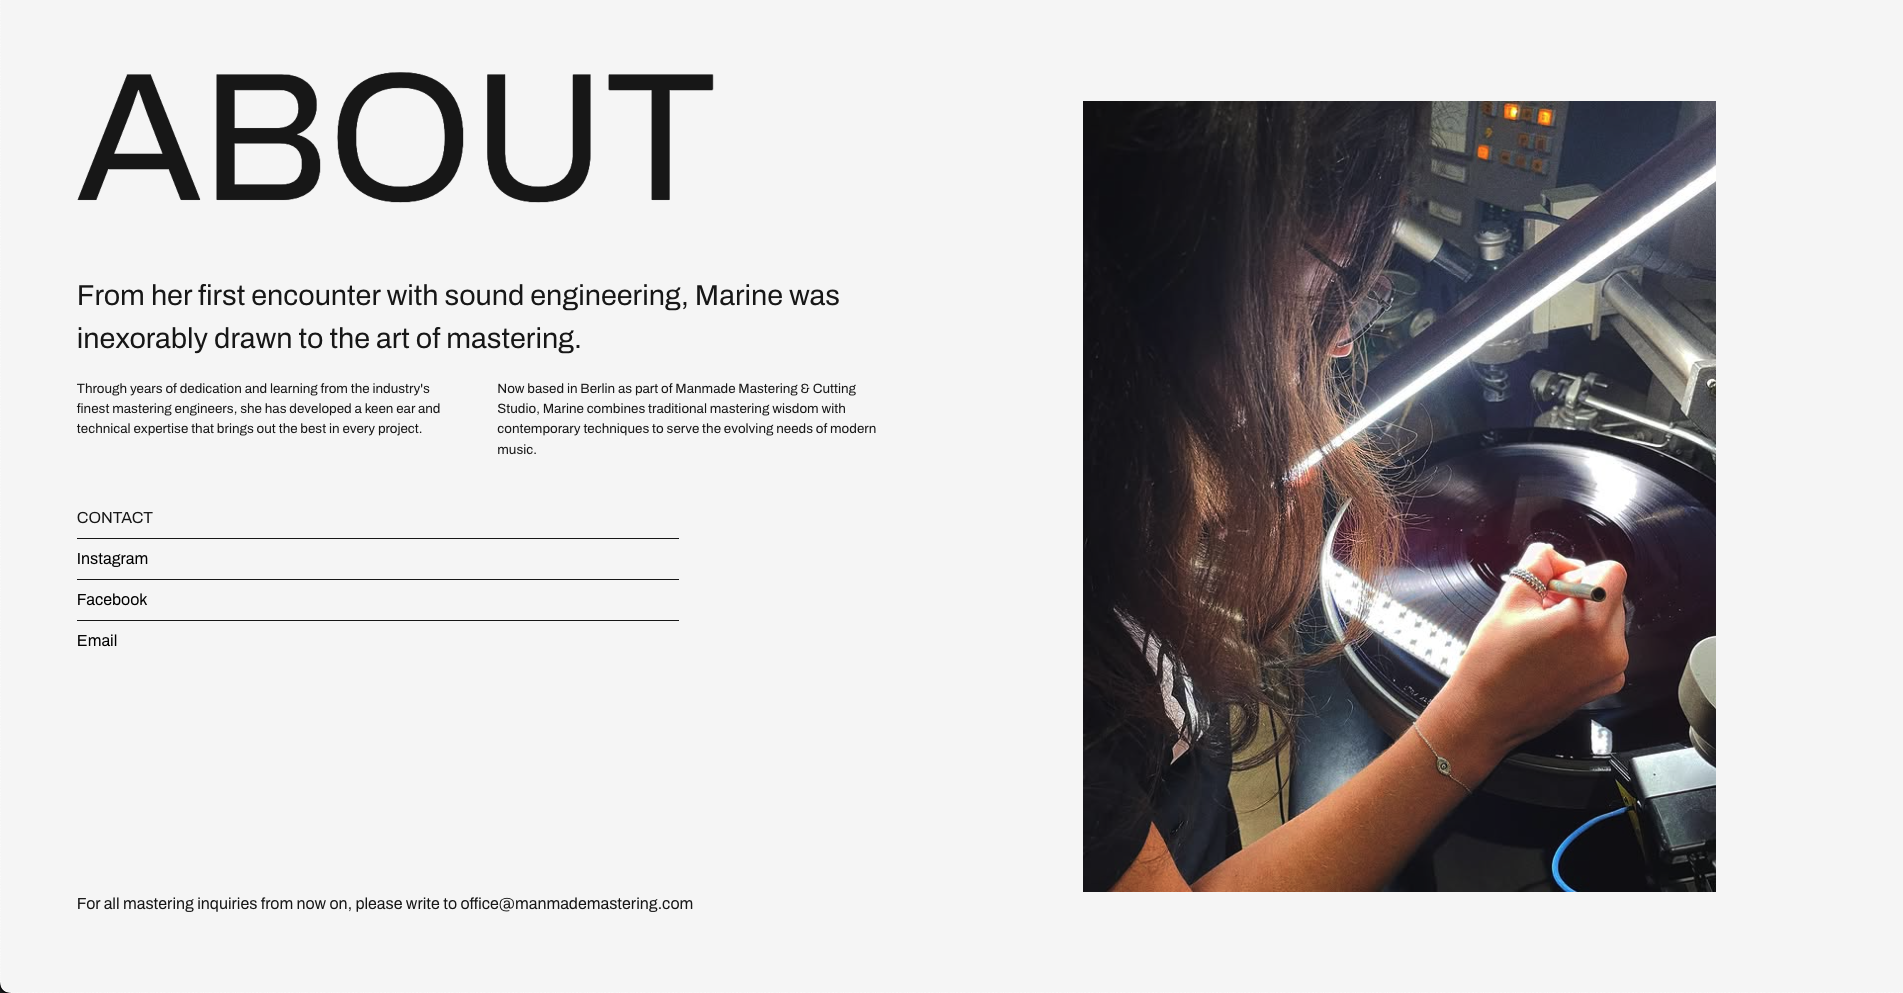 ABOUT
From her first encounter with sound engineering, Marine was
inexorably drawn to the art of mastering.
Through years of dedication and learning from the industry's
finest mastering engineers, she has developed a keen ear and
technical expertise that brings out the best in every project.
Now based in Berlin as part of Manmade Mastering & Cutting
Studio, Marine combines traditional mastering wisdom with
contemporary techniques to serve the evolving needs of modern
music.
CONTACT
Instagram
Facebook
Email
For all mastering inquiries from now on, please write to office@manmademastering.com